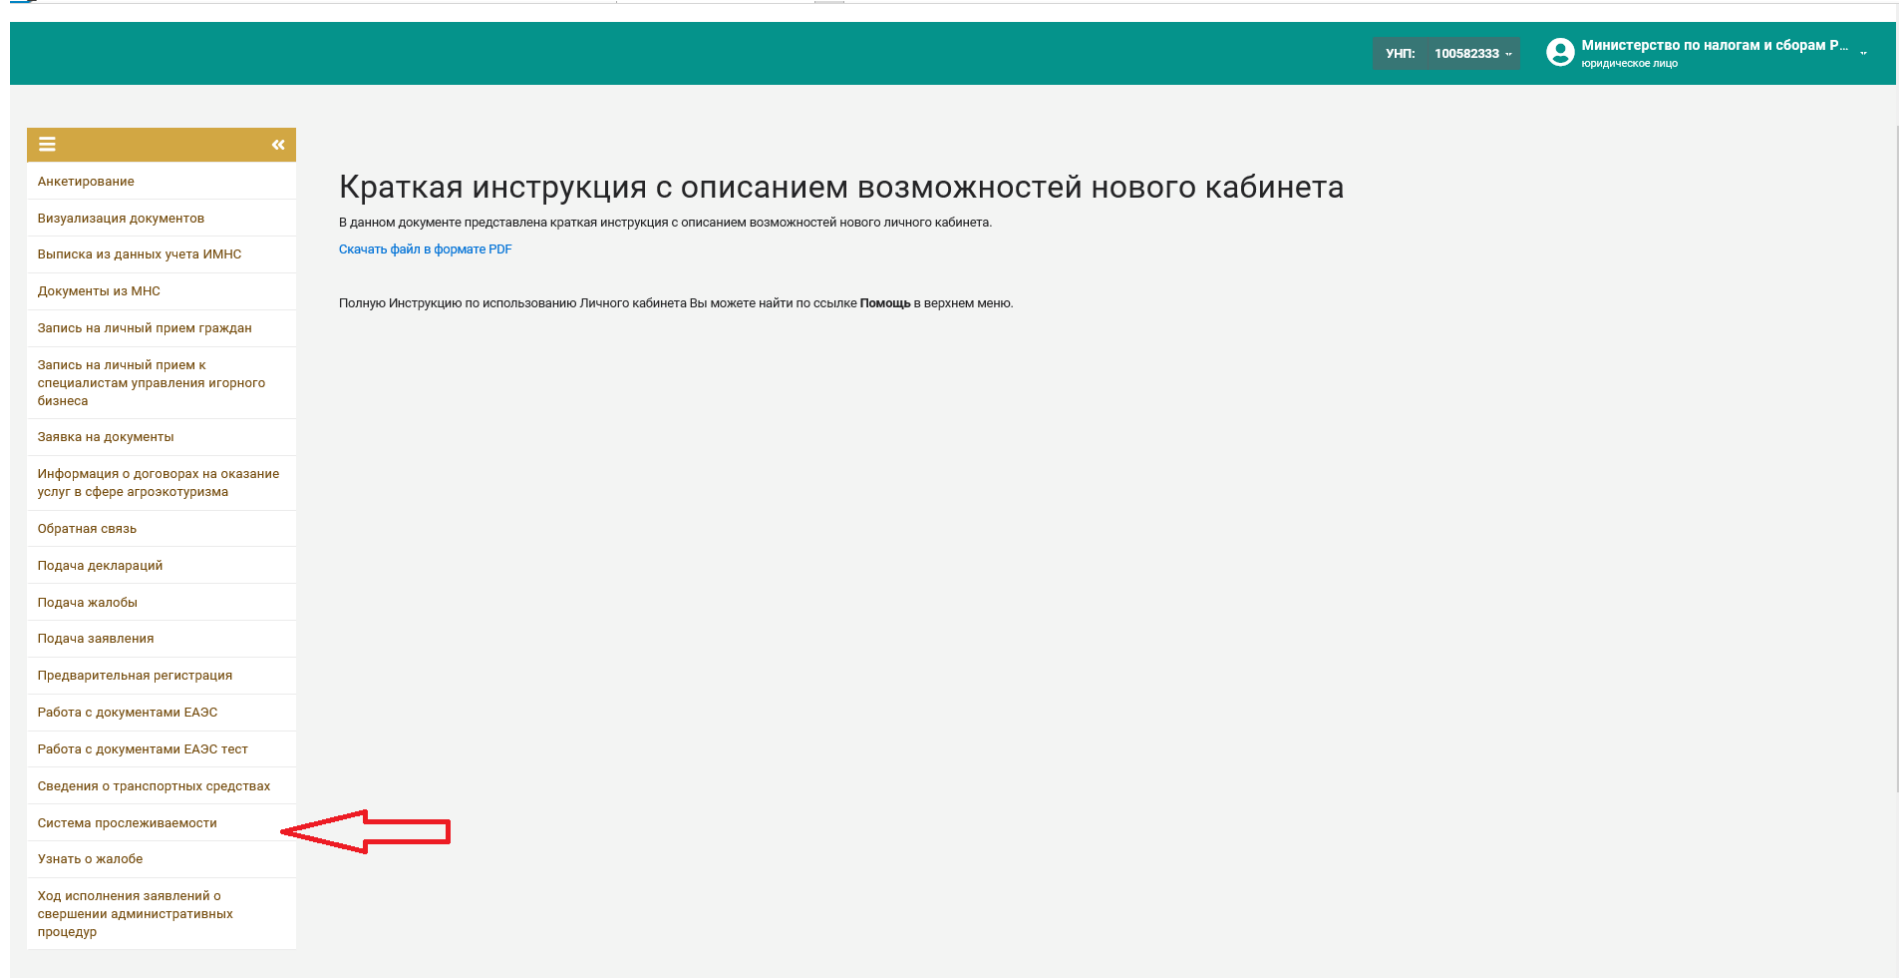 УНП: 100582333
Министерство по налогам и сборам Р...
юридическое лицо
Анкетирование
Визуализация документов
Выписка из данных учета ИМНС
Документы из МНС
Запись на личный прием граждан
Запись на личный прием к
специалистам управления игорного
бизнеса
Заявка на документы
Информация о договорах на оказание
услуг в сфере агроэкотуризма
Обратная связь
Подача деклараций
Подача жалобы
Подача заявления
Предварительная регистрация
Работа с документами ЕАЭС
Работа с документами ЕАЭС тест
Сведения о транспортных средствах
Система прослеживаемости
Узнать о жалобе
Ход исполнения заявлений о
свершении административных
процедур
Краткая инструкция с описанием возможностей нового кабинета
В данном документе представлена краткая инструкция с описанием возможностей нового личного кабинета.
Скачать файл в формате PDF
Полную Инструкцию по использованию Личного кабинета Вы можете найти по ссылке Помощь в верхнем меню.